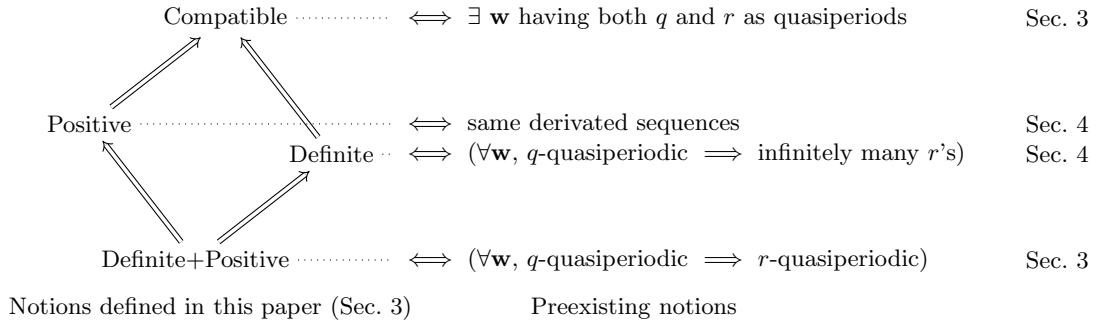 Compatible ⟺ ∃ w having both q and r as quasiperiods Sec. 3
Positive ⟺ same derivated sequences Sec. 4
Definite ⟺ (∀w, q-quasiperiodic ⟹ infinitely many r's) Sec. 4
Definite+Positive ⟺ (∀w, q-quasiperiodic ⟹ r-quasiperiodic) Sec. 3
Notions defined in this paper (Sec. 3) Preexisting notions